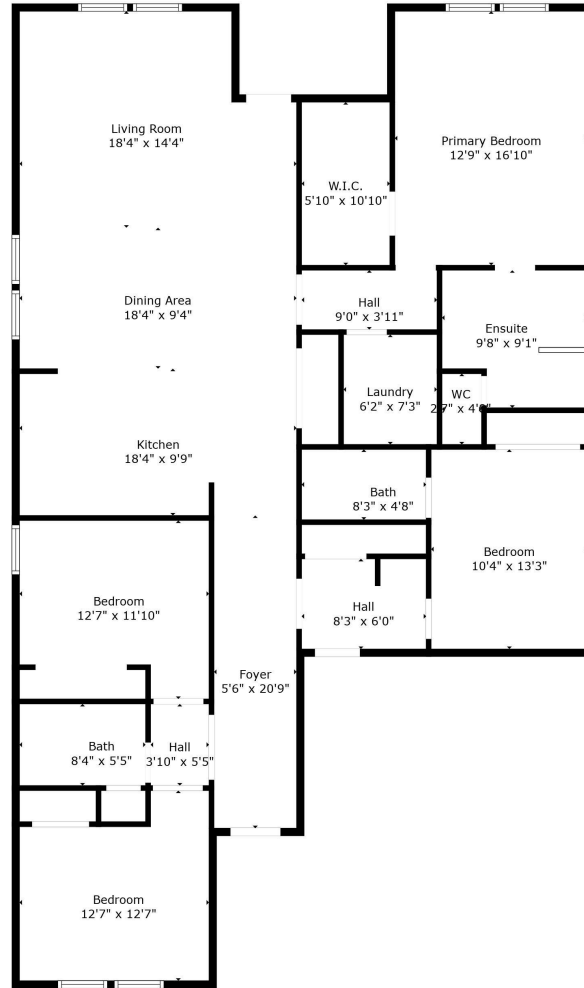 Living Room
18'4" x 14'4"
Primary Bedroom
12'9" x 16'10"
W.I.C.
5'10" x 10'10"
Dining Area
18'4" x 9'4"
Hall
9'0" x 3'11"
Ensuite
9'8" x 9'1"
Laundry
6'2" x 7'3"
WC
Kitchen
18'4" x 9'9"
Bath
8'3" x 4'8"
Bedroom
10'4" x 13'3"
Bedroom
12'7" x 11'10"
Hall
8'3" x 6'0"
Foyer
5'6" x 20'9"
Bath
8'4" x 5'5"
Hall
3'10" x 5'5"
Bedroom
12'7" x 12'7"